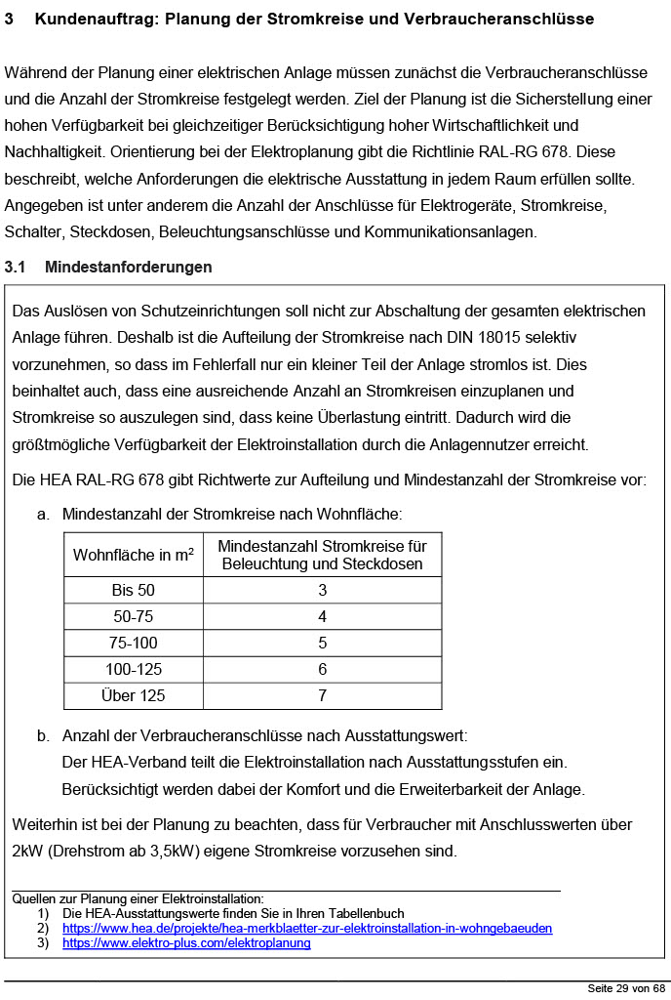 3 Kundenauftrag: Planung der Stromkreise und Verbraucheranschlüsse
Während der Planung einer elektrischen Anlage müssen zunächst die Verbraucheranschlüsse
und die Anzahl der Stromkreise festgelegt werden. Ziel der Planung ist die Sicherstellung einer
hohen Verfügbarkeit bei gleichzeitiger Berücksichtigung hoher Wirtschaftlichkeit und
Nachhaltigkeit. Orientierung bei der Elektroplanung gibt die Richtlinie RAL-RG 678. Diese
beschreibt, welche Anforderungen die elektrische Ausstattung in jedem Raum erfüllen sollte.
Angegeben ist unter anderem die Anzahl der Anschlüsse für Elektrogeräte, Stromkreise,
Schalter, Steckdosen, Beleuchtungsanschlüsse und Kommunikationsanlagen.
3.1 Mindestanforderungen
Das Auslösen von Schutzeinrichtungen soll nicht zur Abschaltung der gesamten elektrischen
Anlage führen. Deshalb ist die Aufteilung der Stromkreise nach DIN 18015 selektiv
vorzunehmen, so dass im Fehlerfall nur ein kleiner Teil der Anlage stromlos ist. Dies
beinhaltet auch, dass eine ausreichende Anzahl an Stromkreisen einzuplanen und
Stromkreise so auszulegen sind, dass keine Überlastung eintritt. Dadurch wird die
größtmögliche Verfügbarkeit der Elektroinstallation durch die Anlagennutzer erreicht.
Die HEA RAL-RG 678 gibt Richtwerte zur Aufteilung und Mindestanzahl der Stromkreise vor:
a. Mindestanzahl der Stromkreise nach Wohnfläche:
Wohnfläche in m² Mindestanzahl Stromkreise für
Beleuchtung und Steckdosen
Bis 50 3
50-75 4
75-100 5
100-125 6
Über 125 7
b. Anzahl der Verbraucheranschlüsse nach Ausstattungswert:
Der HEA-Verband teilt die Elektroinstallation nach Ausstattungsstufen ein.
Berücksichtigt werden dabei der Komfort und die Erweiterbarkeit der Anlage.
Weiterhin ist bei der Planung zu beachten, dass für Verbraucher mit Anschlusswerten über
2kW (Drehstrom ab 3,5kW) eigene Stromkreise vorzusehen sind.
Quellen zur Planung einer Elektroinstallation:
1) Die HEA-Ausstattungswerte finden Sie in Ihren Tabellenbuch
2) https://www.hea.de/projekte/hea-merkblaetter-zur-elektroinstallation-in-wohngebaeuden
3) https://www.elektro-plus.com/elektroplanung
Seite 29 von 68